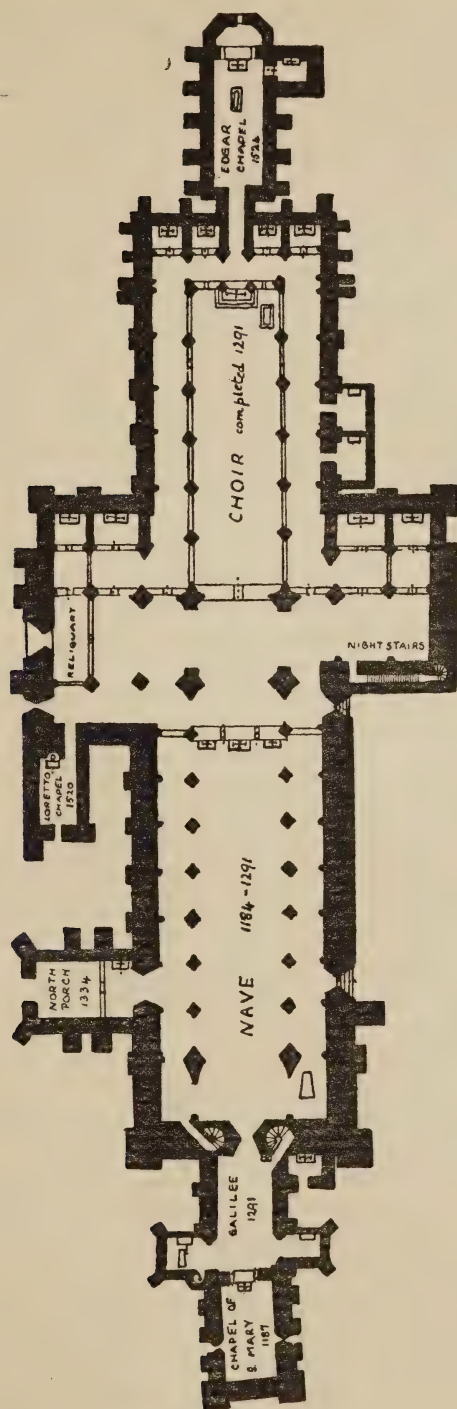 EDGAR
CHAPEL
1526
CHOIR completed 1291
RELIQUARY
NIGHT STAIRS
LORETTO
CHAPEL
1520
NORTH
PORCH
1334
NAVE 1184-1291
GALILEE
1291
CHAPEL OF
S MARY 1187